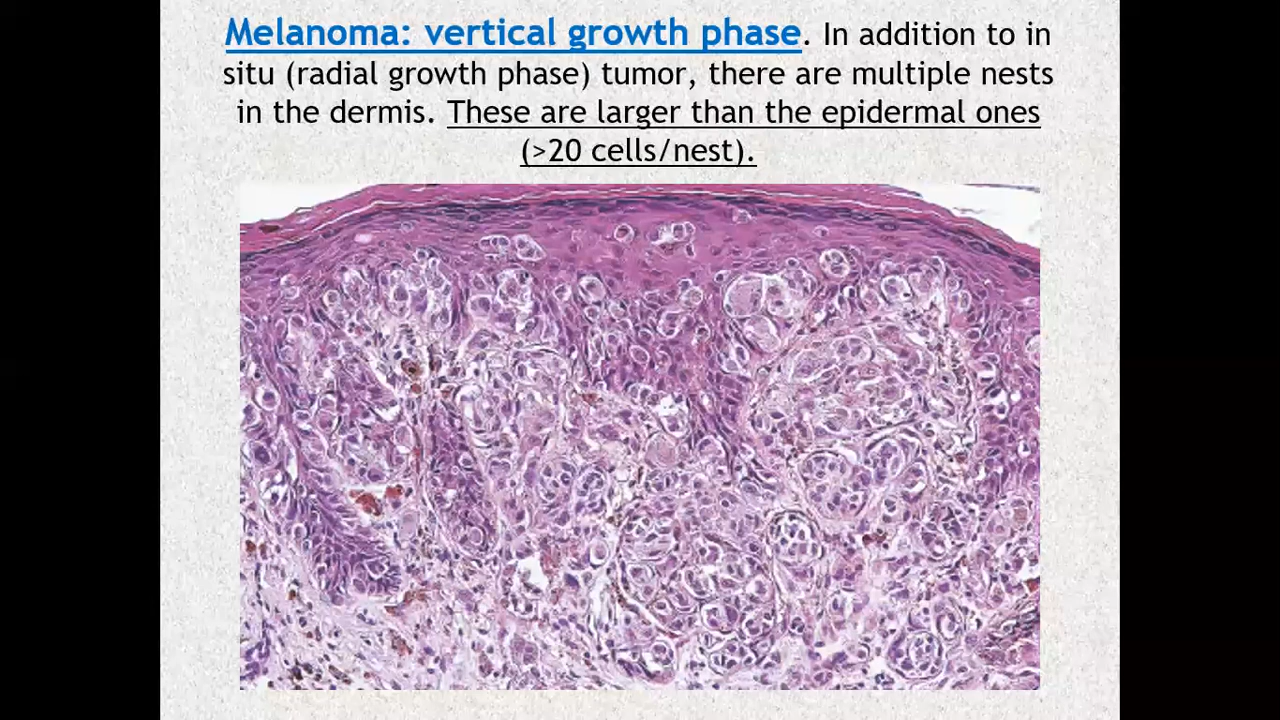 Melanoma: vertical growth phase. In addition to in
situ (radial growth phase) tumor, there are multiple nests
in the dermis. These are larger than the epidermal ones
(>20 cells/nest).